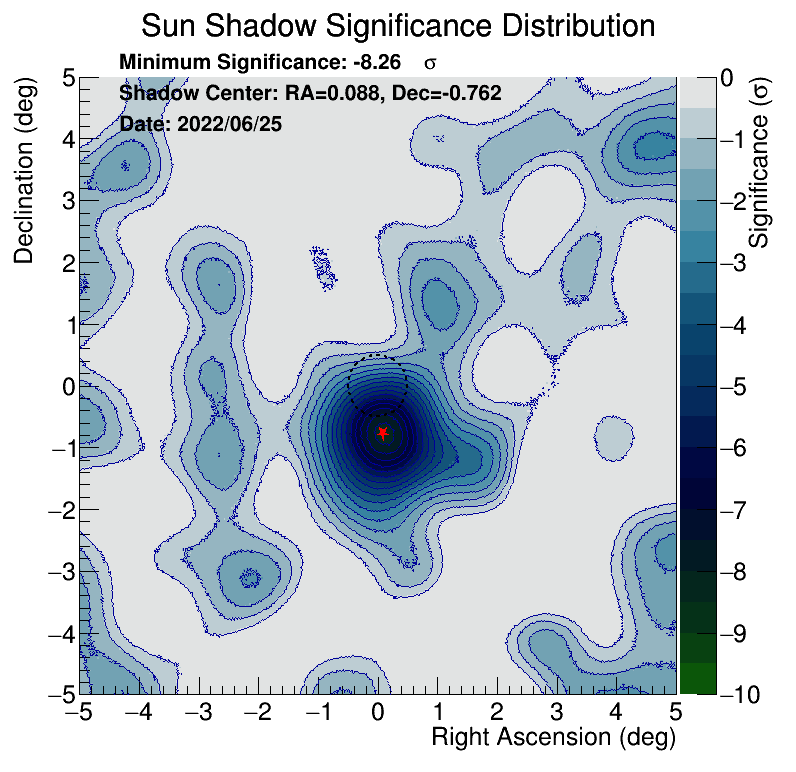 Sun Shadow Significance Distribution
Minimum Significance: -8.26 σ
Shadow Center: RA=0.088, Dec=-0.762
Date: 2022/06/25
Declination (deg)
5
4
3
2
1
0
−1
−2
−3
−4
−5
−5 −4 −3 −2 −1 0 1 2 3 4 5
Right Ascension (deg)
0
−1
−2
−3
−4
−5
−6
−7
−8
−9
−10
Significance (σ)